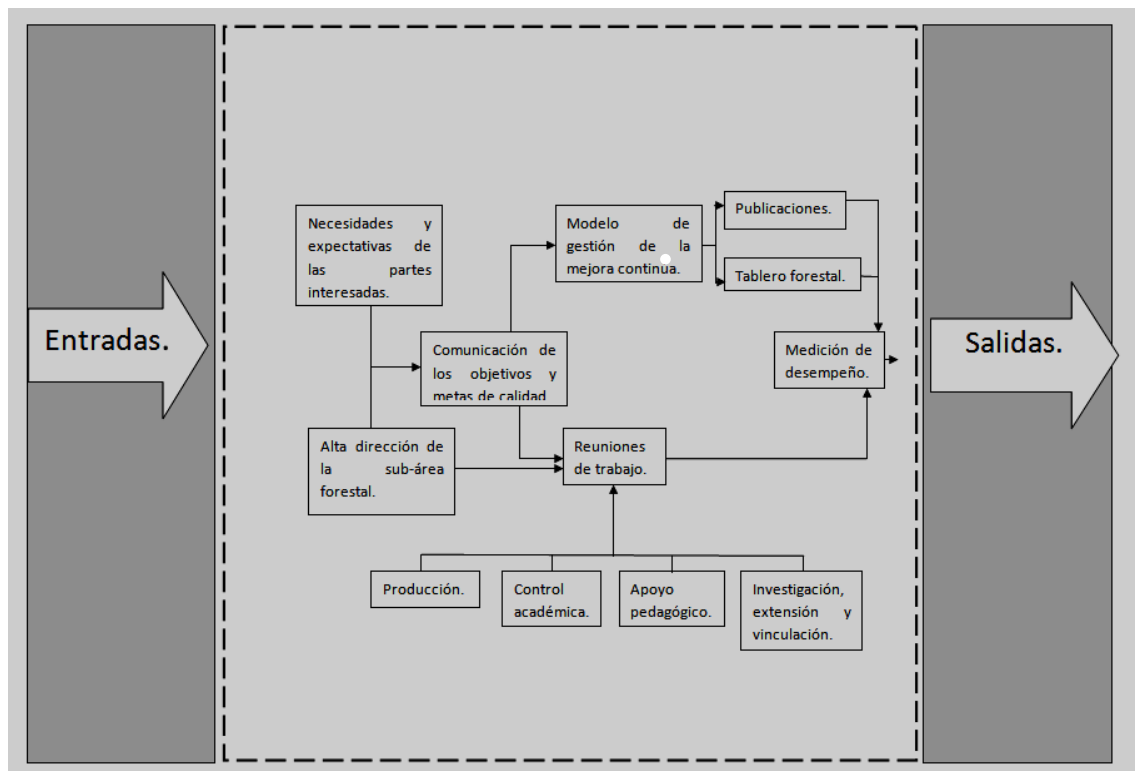 Entradas.
Necesidades y
expectativas de
las partes
interesadas.
Modelo de
gestión de la
mejora continua.
Publicaciones.
Tablero forestal.
Comunicación de
los objetivos y
metas de calidad
Medición de
desempeño.
Salidas.
Alta dirección de
la sub-área
forestal.
Reuniones
de trabajo.
Producción.
Control
académica.
Apoyo
pedagógico.
Investigación,
extensión y
vinculación.